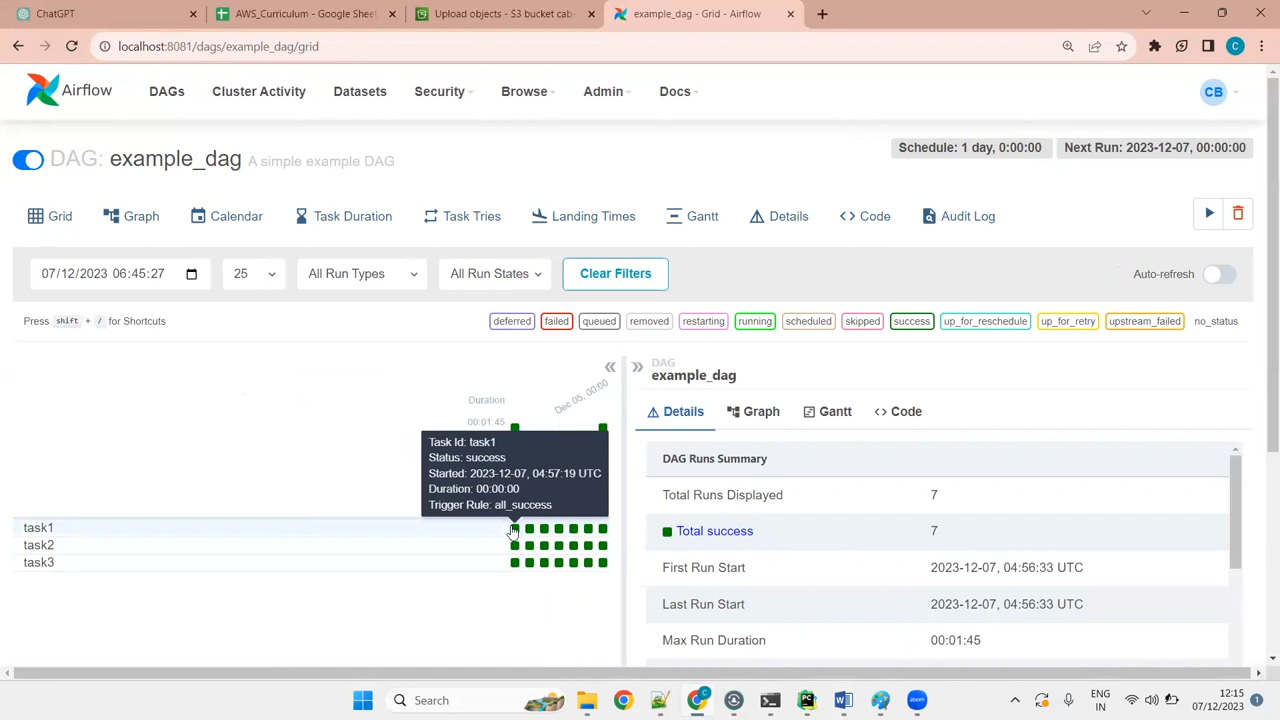 ChatGPT
AWS_Curriculum - Google Sheet
Upload objects - S3 bucket cab
example_dag - Grid - Airflow
localhost:8081/dags/example_dag/grid
C
Airflow
DAGs
Cluster Activity
Datasets
Security
Browse
Admin
Docs
CB
DAG: example_dag A simple example DAG
Schedule: 1 day, 0:00:00
Next Run: 2023-12-07, 00:00:00
Grid
Graph
Calendar
Task Duration
Task Tries
Landing Times
Gantt
Details
<> Code
Audit Log
07/12/2023 06:45:27
25
All Run Types
All Run States
Clear Filters
Auto-refresh
Press shift + / for Shortcuts
deferred
failed
queued
removed
restarting
running
scheduled
skipped
success
up_for_reschedule
up_for_retry
upstream_failed
no_status
Duration
Dec 05, 00:00
00:01:45
Task Id: task1
Status: success
Started: 2023-12-07, 04:57:19 UTC
Duration: 00:00:00
Trigger Rule: all_success
task1
task2
task3
DAG
example_dag
Details
Graph
Gantt
<> Code
DAG Runs Summary
Total Runs Displayed 7
Total success 7
First Run Start 2023-12-07, 04:56:33 UTC
Last Run Start 2023-12-07, 04:56:33 UTC
Max Run Duration 00:01:45
Search
C
PC
W
zoom
ENG
IN
12:15
07/12/2023
1